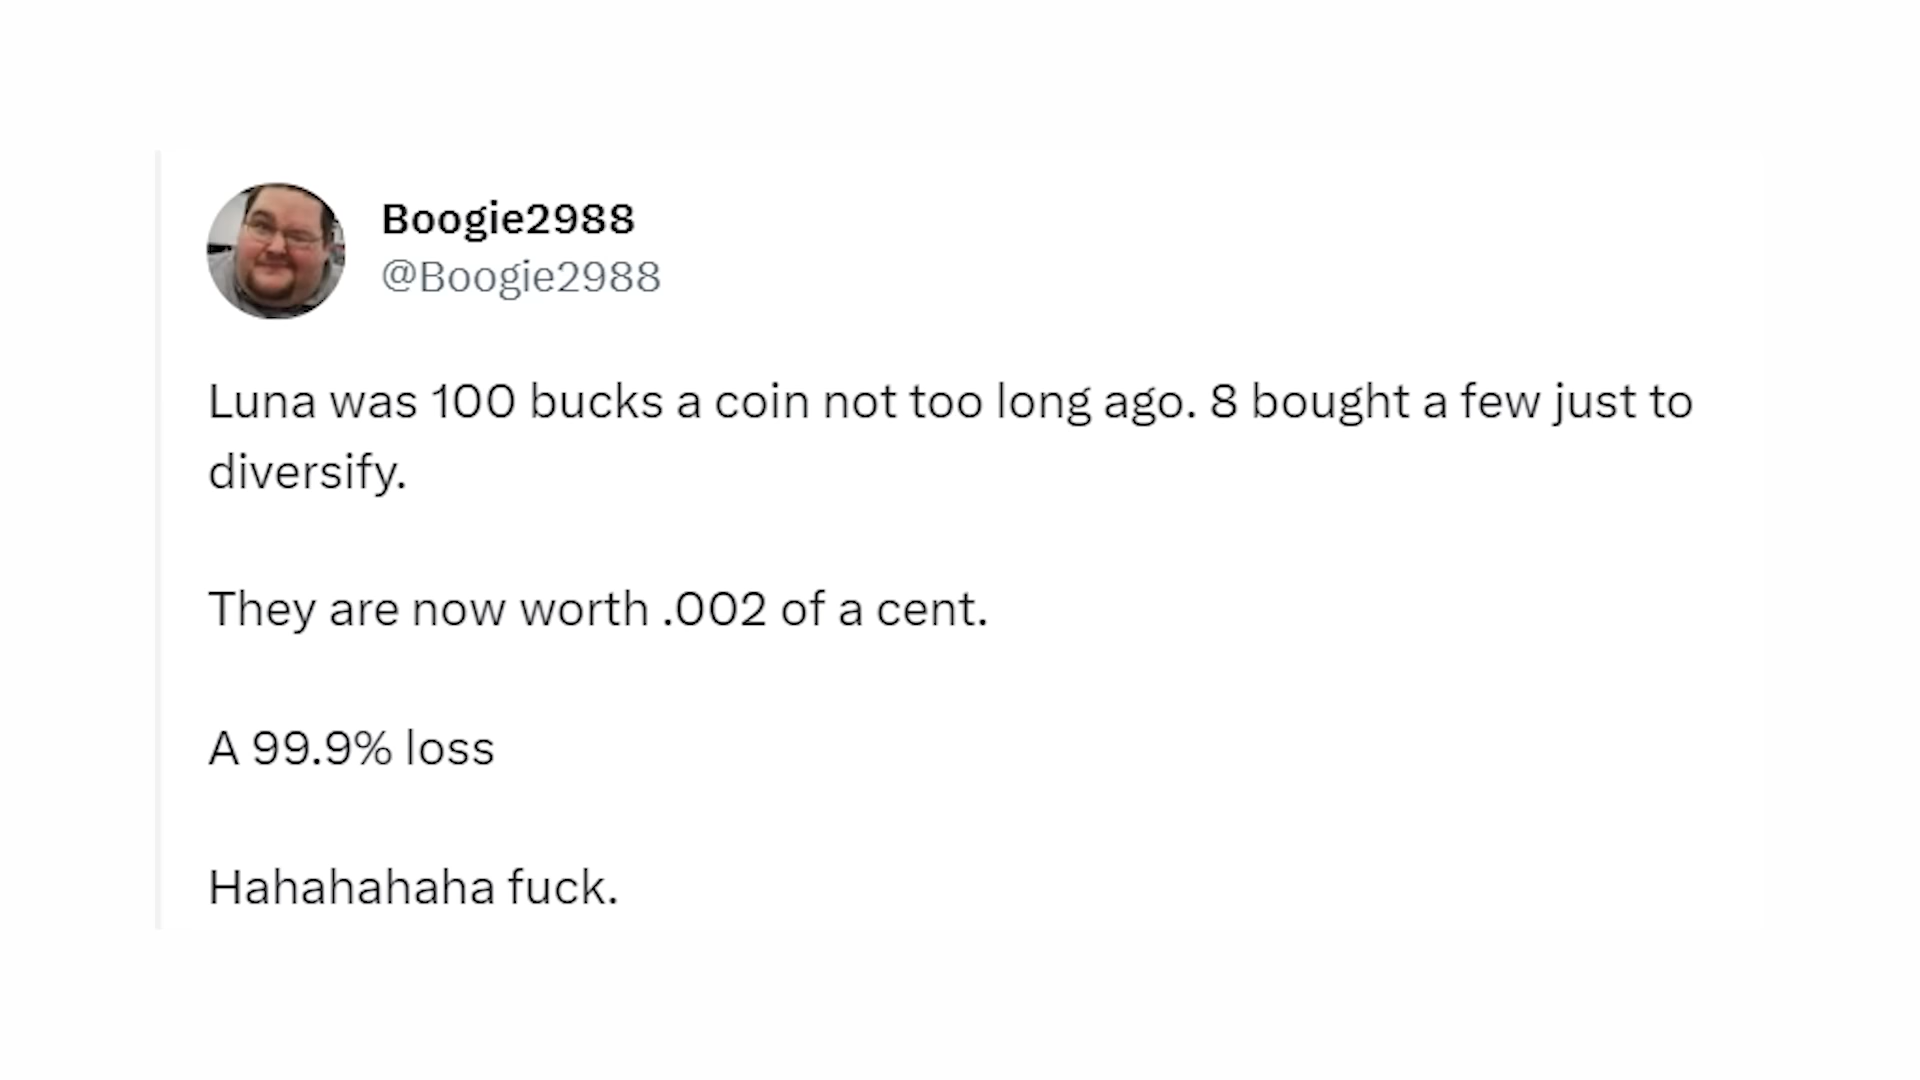 Boogie2988
@Boogie2988
Luna was 100 bucks a coin not too long ago. 8 bought a few just to
diversify.
They are now worth .002 of a cent.
A 99.9% loss
Hahahahaha fuck.